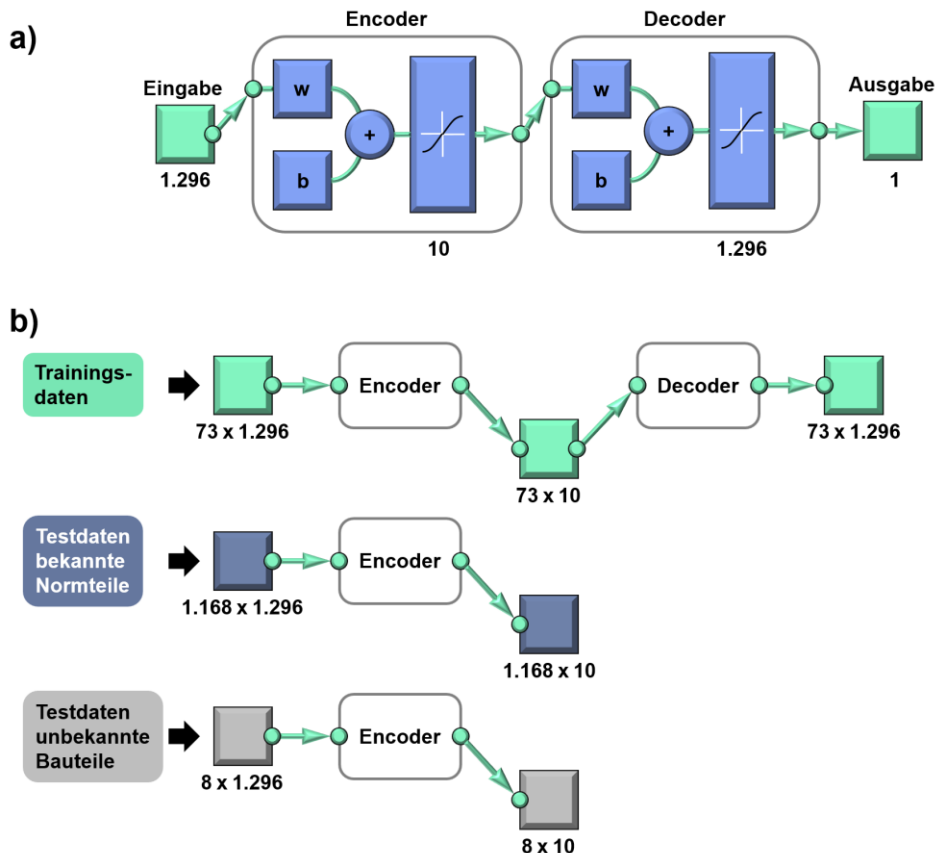 a)
Encoder
Decoder
Eingabe
Ausgabe
w
w
+
+
b
b
1.296
1
10
1.296
b)
Trainings-
daten
Encoder
Decoder
73 x 1.296
73 x 1.296
73 x 10
Testdaten
bekannte
Normteile
Encoder
1.168 x 1.296
1.168 x 10
Testdaten
unbekannte
Bauteile
Encoder
8 x 1.296
8 x 10